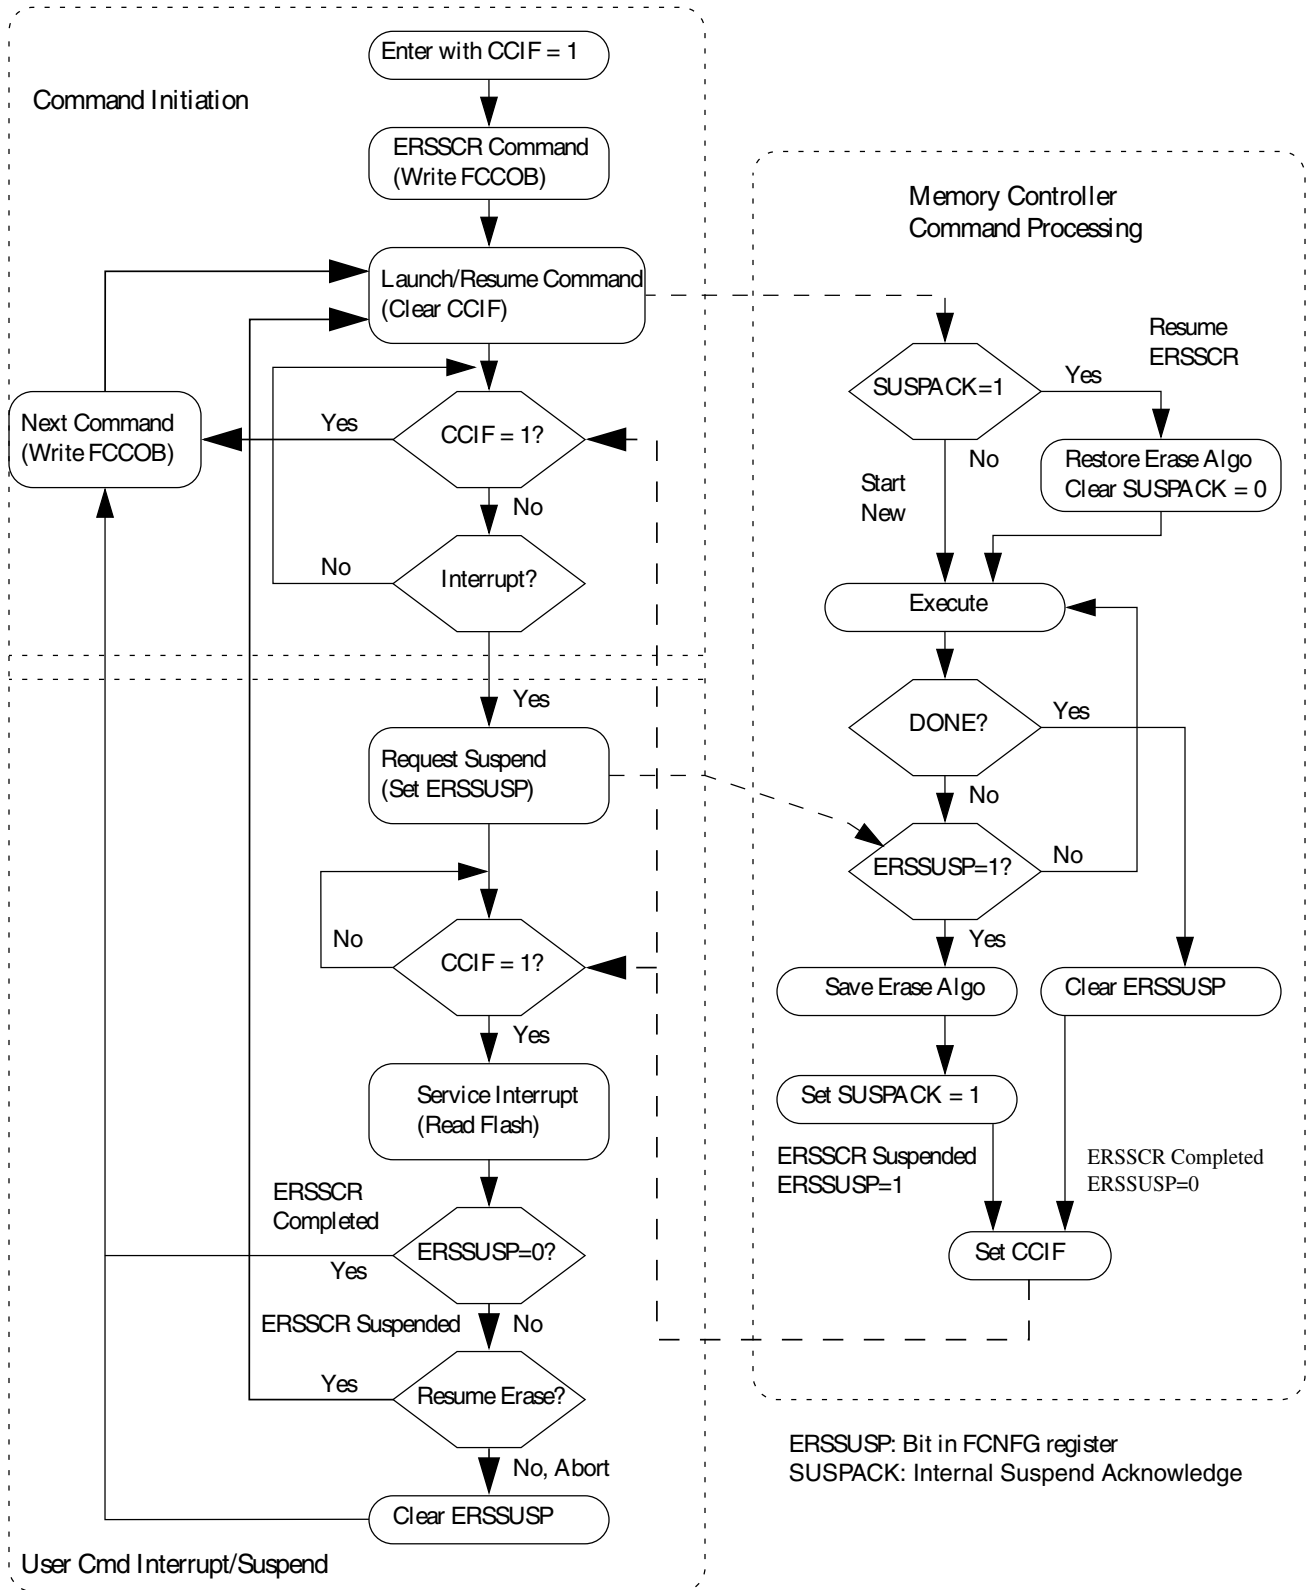 Enter with CCIF = 1
Command Initiation
ERSSCR Command
(Write FCCOB)
Memory Controller
Command Processing
Launch/Resume Command
(Clear CCIF)
Resume
ERSSCR
SUSPACK=1
Yes
Next Command
(Write FCCOB)
Yes
CCIF = 1?
No
Restore Erase Algo
Clear SUSPACK = 0
Start
New
No
No
Interrupt?
Execute
Yes
DONE?
Yes
Request Suspend
(Set ERSSUSP)
No
ERSSUSP=1?
No
No
CCIF = 1?
Yes
Save Erase Algo
Clear ERSSUSP
Yes
Service Interrupt
(Read Flash)
Set SUSPACK = 1
ERSSCR Suspended
ERSSUSP=1
ERSSCR Completed
ERSSUSP=0
ERSSCR
Completed
ERSSUSP=0?
Yes
Set CCIF
ERSSCR Suspended
No
Yes
Resume Erase?
No, Abort
ERSSUSP: Bit in FCNFG register
SUSPACK: Internal Suspend Acknowledge
Clear ERSSUSP
User Cmd Interrupt/Suspend